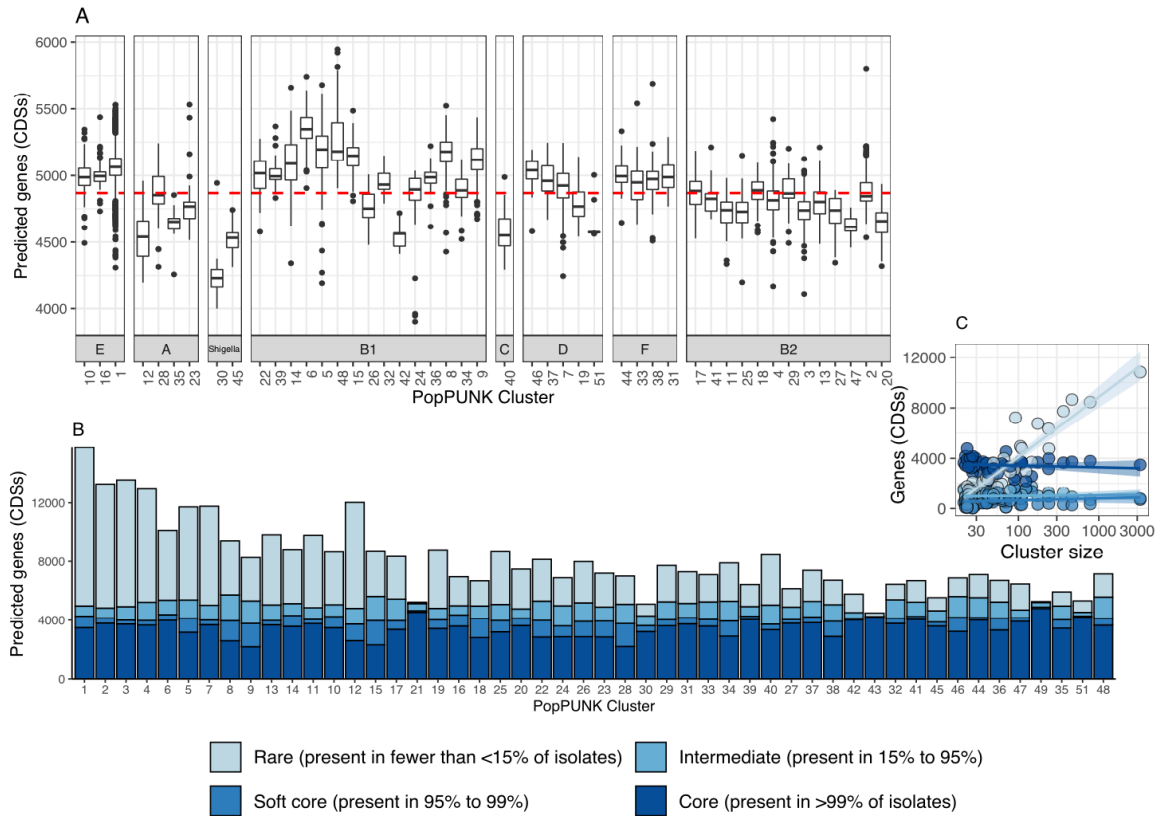 A
Predicted genes (CDSs)
6000
5500
5000
4500
4000
E A Shigella B1 C D F B2
10 16 1 12 28 35 23 30 45 22 39 14 6 5 48 15 26 32 42 24 36 8 34 9 40 46 37 7 19 51 44 33 38 31 17 41 11 25 18 4 29 3 13 27 47 2 20
PopPUNK Cluster
C
Genes (CDSs)
12000
8000
4000
0
30 100 300 1000 3000
Cluster size
B
Predicted genes (CDSs)
12000
8000
4000
0
1 2 3 4 6 5 7 8 9 13 14 11 10 12 15 17 21 19 16 18 25 20 22 24 26 23 28 30 29 31 33 34 39 40 27 37 38 42 43 32 41 45 46 44 36 47 49 35 51 48
PopPUNK Cluster
Rare (present in fewer than <15% of isolates)
Intermediate (present in 15% to 95%)
Soft core (present in 95% to 99%)
Core (present in >99% of isolates)